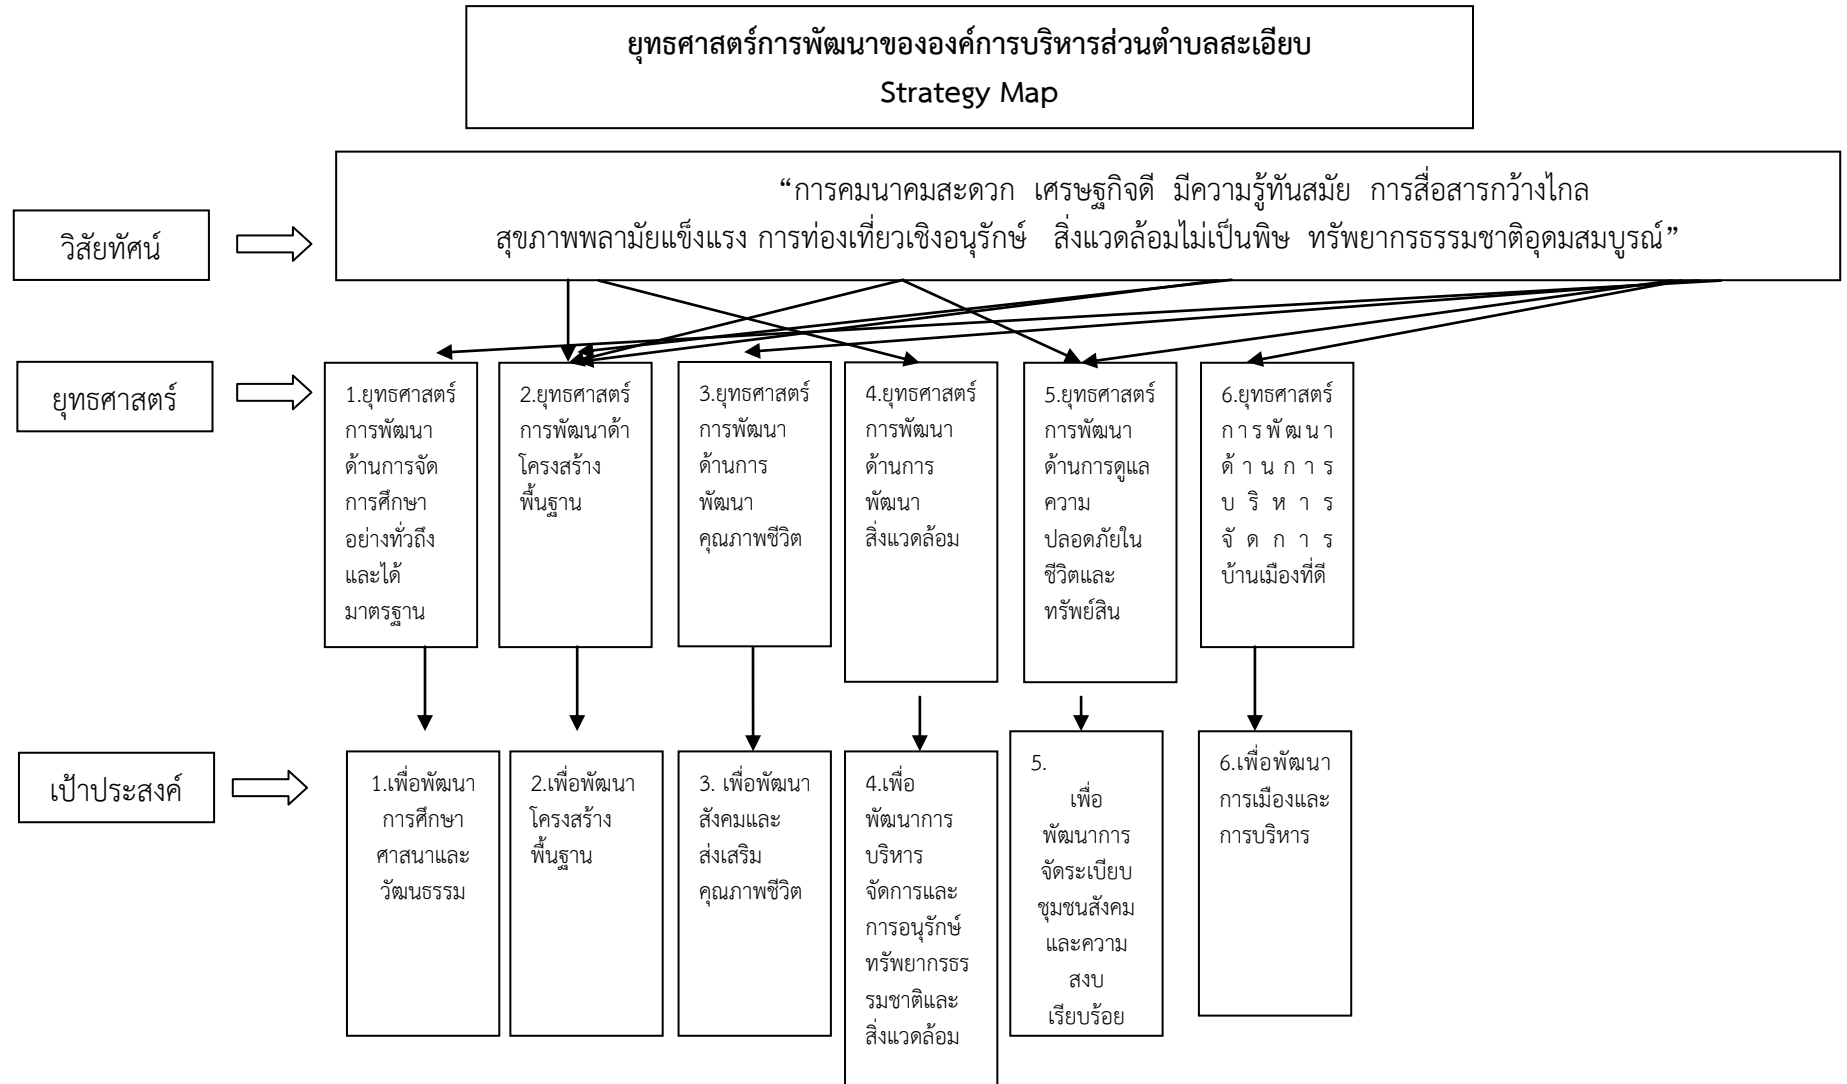 ยุทธศาสตร์การพัฒนาขององค์การบริหารส่วนตำบลสะเอียบ
Strategy Map
วิสัยทัศน์
“การคมนาคมสะดวก เศรษฐกิจดี มีความรู้ทันสมัย การสื่อสารกว้างไกล
สุขภาพพลามัยแข็งแรง การท่องเที่ยวเชิงอนุรักษ์ สิ่งแวดล้อมไม่เป็นพิษ ทรัพยากรธรรมชาติอุดมสมบูรณ์”
ยุทธศาสตร์
1.ยุทธศาสตร์
การพัฒนา
ด้านการจัด
การศึกษา
อย่างทั่วถึง
และได้
มาตรฐาน
2.ยุทธศาสตร์
การพัฒนาด้า
โครงสร้าง
พื้นฐาน
3.ยุทธศาสตร์
การพัฒนา
ด้านการ
พัฒนา
คุณภาพชีวิต
4.ยุทธศาสตร์
การพัฒนา
ด้านการ
พัฒนา
สิ่งแวดล้อม
5.ยุทธศาสตร์
การพัฒนา
ด้านการดูแล
ความ
ปลอดภัยใน
ชีวิตและ
ทรัพย์สิน
6.ยุทธศาสตร์
การพัฒนา
ด้านการ
บริหาร
จัดการ
บ้านเมืองที่ดี
เป้าประสงค์
1.เพื่อพัฒนา
การศึกษา
ศาสนาและ
วัฒนธรรม
2.เพื่อพัฒนา
โครงสร้าง
พื้นฐาน
3. เพื่อพัฒนา
สังคมและ
ส่งเสริม
คุณภาพชีวิต
4.เพื่อ
พัฒนาการ
บริหาร
จัดการและ
การอนุรักษ์
ทรัพยากรธร
รมชาติและ
สิ่งแวดล้อม
5.
เพื่อ
พัฒนาการ
จัดระเบียบ
ชุมชนสังคม
และความ
สงบ
เรียบร้อย
6.เพื่อพัฒนา
การเมืองและ
การบริหาร